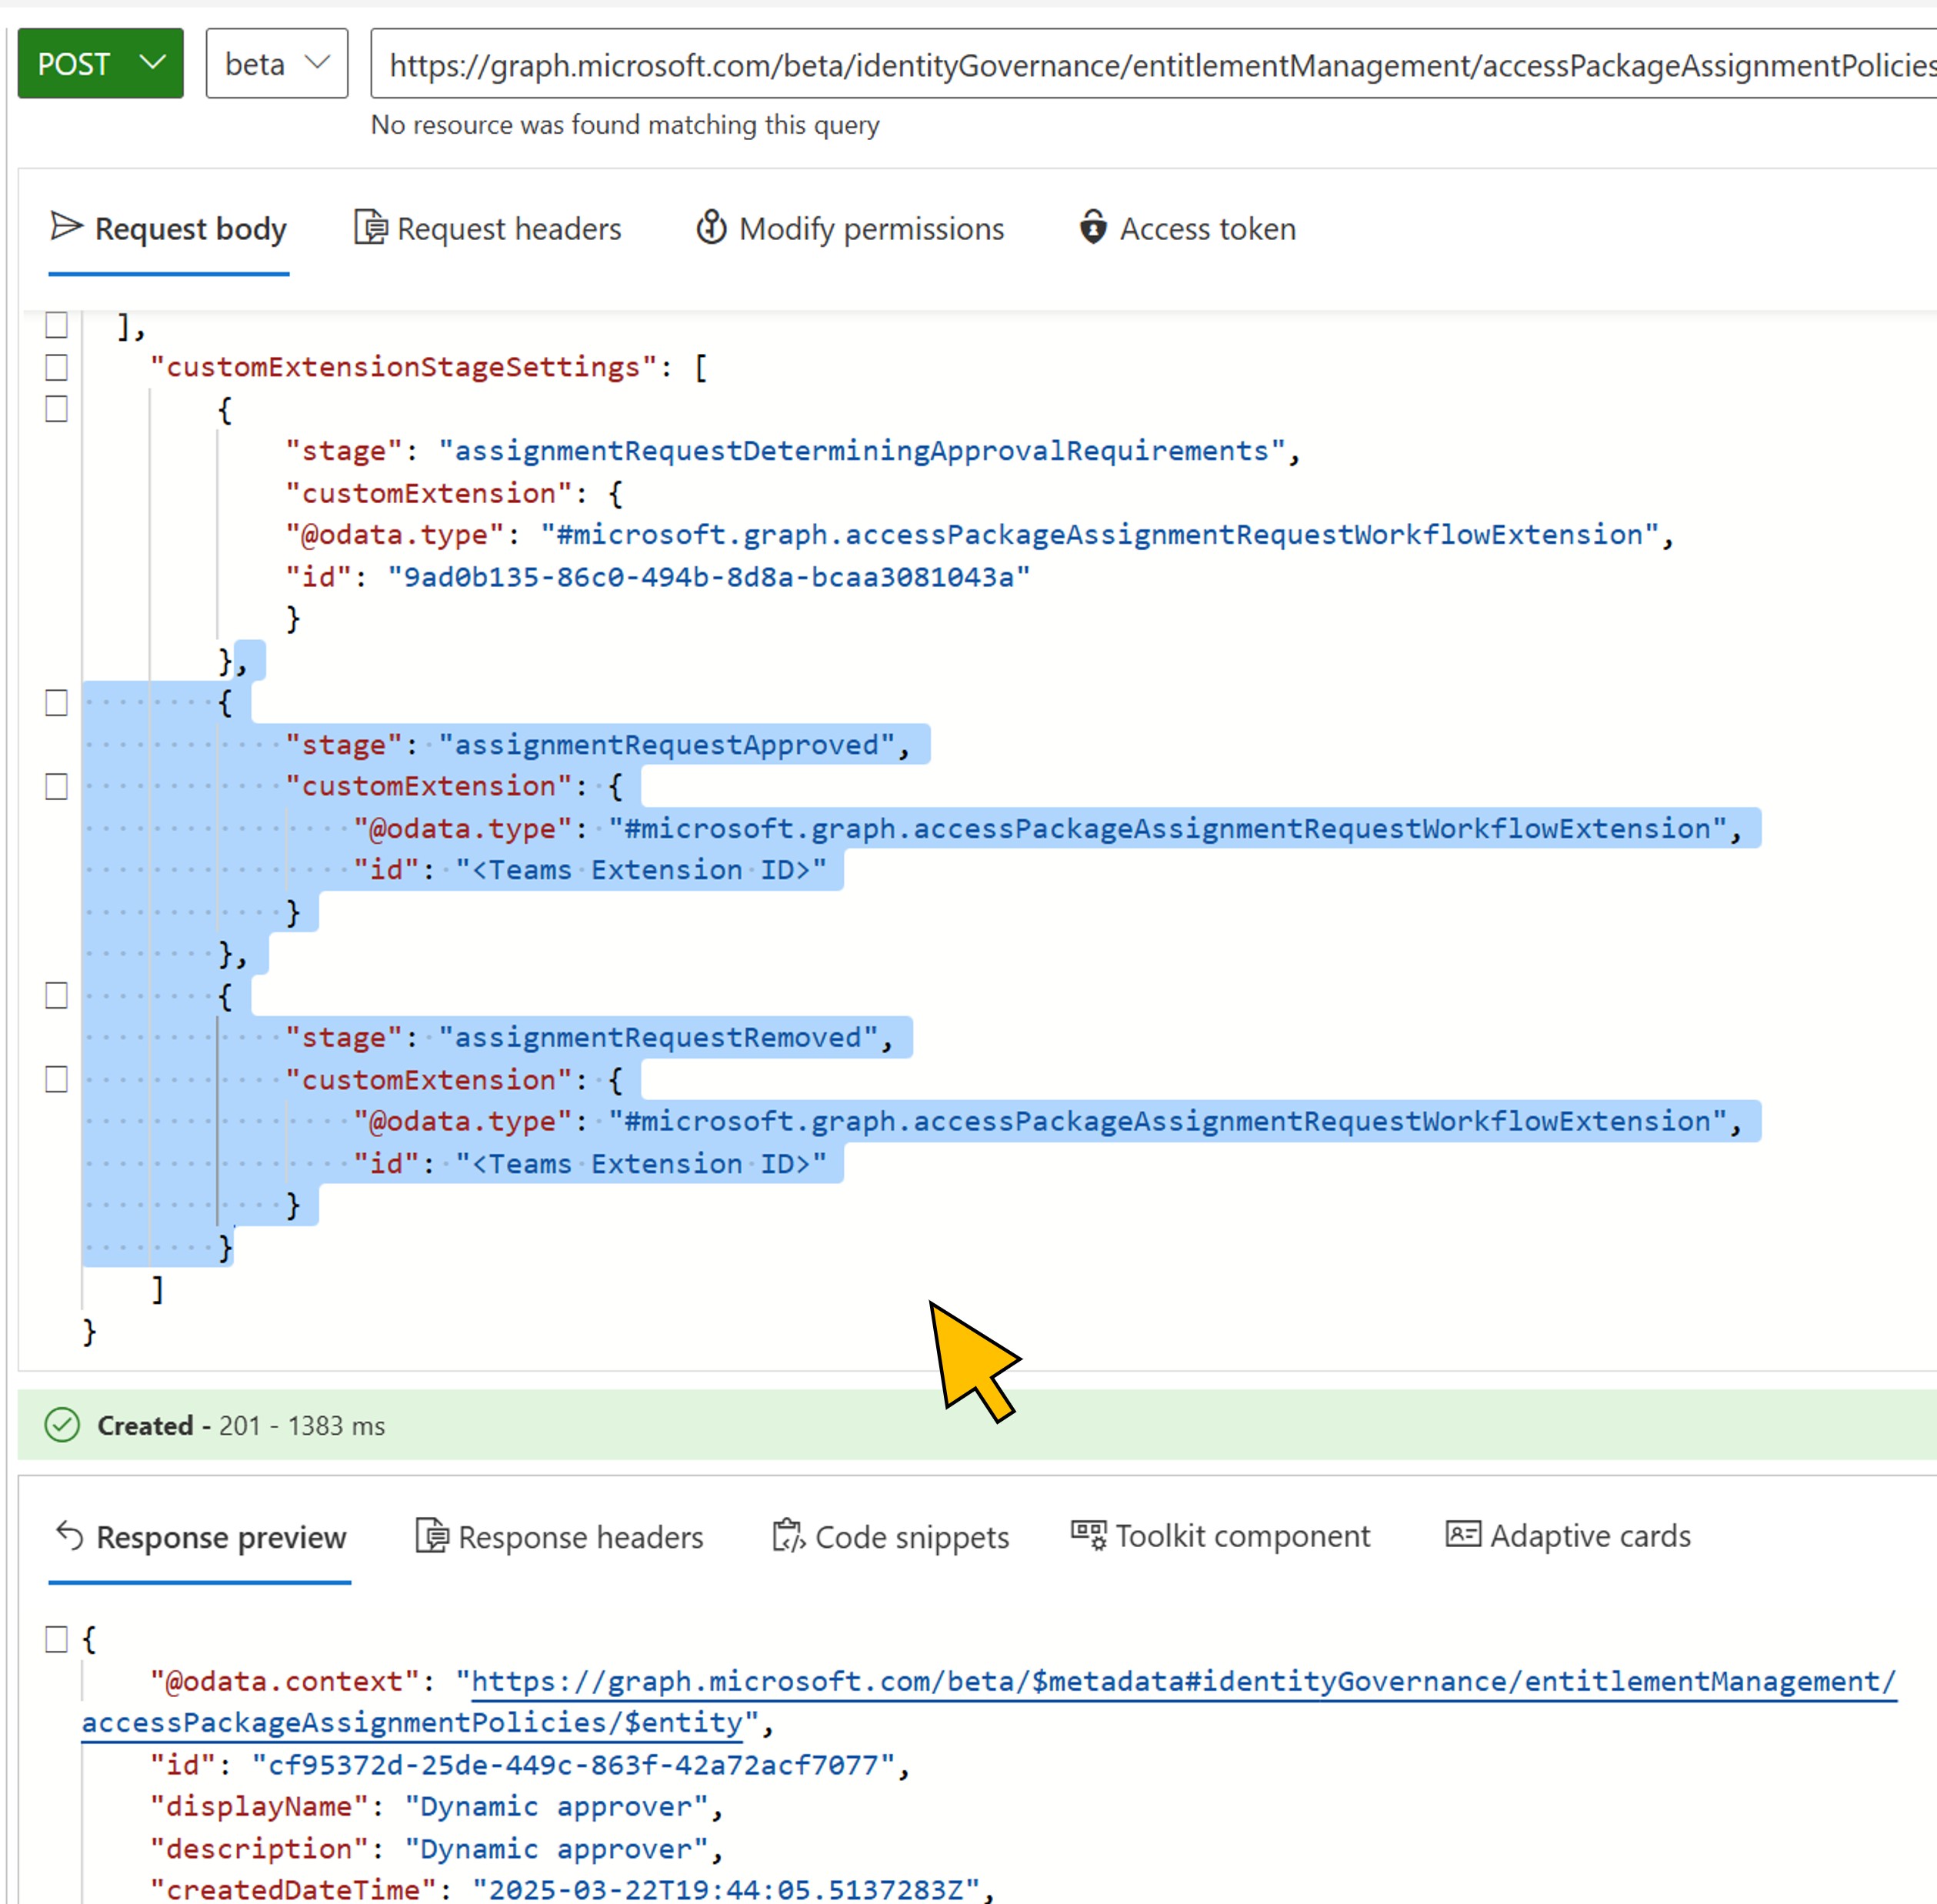 POST
beta
https://graph.microsoft.com/beta/identityGovernance/entitlementManagement/accessPackageAssignmentPolicies
No resource was found matching this query
Request body
Request headers
Modify permissions
Access token
],
"customExtensionStageSettings": [
{
"stage": "assignmentRequestDeterminingApprovalRequirements",
"customExtension": {
"@odata.type": "#microsoft.graph.accessPackageAssignmentRequestWorkflowExtension",
"id": "9ad0b135-86c0-494b-8d8a-bcaa3081043a"
}
},
{
"stage": "assignmentRequestApproved",
"customExtension": {
"@odata.type": "#microsoft.graph.accessPackageAssignmentRequestWorkflowExtension",
"id": "<Teams Extension ID>"
}
},
{
"stage": "assignmentRequestRemoved",
"customExtension": {
"@odata.type": "#microsoft.graph.accessPackageAssignmentRequestWorkflowExtension",
"id": "<Teams Extension ID>"
}
}
]
}
Created - 201 - 1383 ms
Response preview
Response headers
Code snippets
Toolkit component
Adaptive cards
{
"@odata.context": "https://graph.microsoft.com/beta/$metadata#identityGovernance/entitlementManagement/
accessPackageAssignmentPolicies/$entity",
"id": "cf95372d-25de-449c-863f-42a72acf7077",
"displayName": "Dynamic approver",
"description": "Dynamic approver",
"createdDateTime": "2025-03-22T19:44:05.5137283Z",